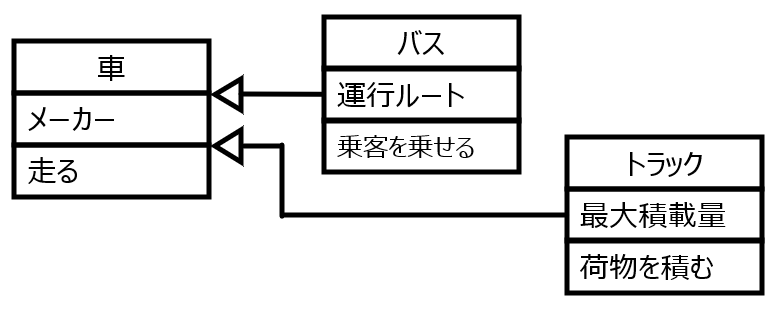 車
メーカー
走る
バス
運行ルート
乗客を乗せる
トラック
最大積載量
荷物を積む